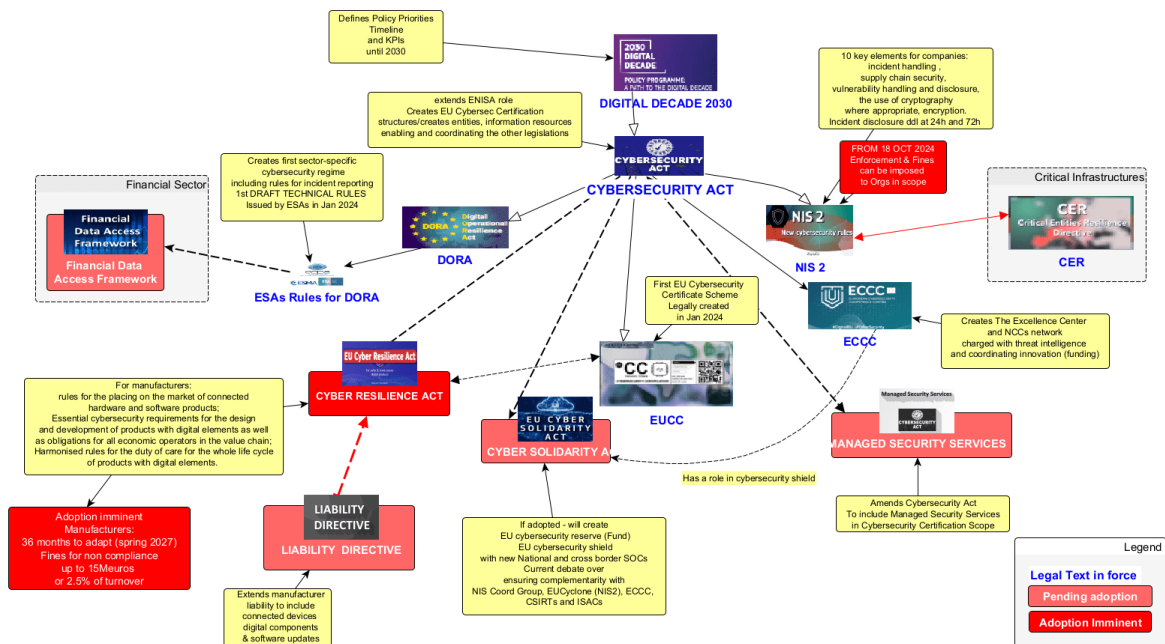 Defines Policy Priorities
Timeline
and KPIs
until 2030
2030
DIGITAL
DECADE
POLICY PROGRAMME:
A PATH TO THE DIGITAL DECADE
DIGITAL DECADE 2030
10 key elements for companies:
incident handling ,
supply chain security,
vulnerability handling and disclosure,
the use of cryptography
where appropriate, encryption.
Incident disclosure ddl at 24h and 72h
extends ENISA role
Creates EU Cybersec Certification
structures/creates entities, information resources
enabling and coordinating the other legislations
CYBERSECURITY
ACT
CYBERSECURITY ACT
FROM 18 OCT 2024
Enforcement & Fines
can be imposed
to Orgs in scope
Creates first sector-specific
cybersecurity regime
including rules for incident reporting
1st DRAFT TECHNICAL RULES
Issued by ESAs in Jan 2024
Financial Sector
Financial
Data Access
Framework
Financial Data
Access Framework
DORA
Digital
Operational
Resilience
Act
DORA
ESMA
ESAs Rules for DORA
NIS 2
New cybersecurity rules
NIS 2
Critical Infrastructures
CER
Critical Entities Resilience
Directive
CER
First EU Cybersecurity
Certificate Scheme
Legally created
in Jan 2024
ECCC
ECCC
Creates The Excellence Center
and NCCs network
charged with threat intelligence
and coordinating innovation (funding)
EU Cyber Resilience Act
CYBER RESILIENCE ACT
CC
EUCC
For manufacturers:
rules for the placing on the market of connected
hardware and software products;
Essential cybersecurity requirements for the design
and development of products with digital elements as well
as obligations for all economic operators in the value chain;
Harmonised rules for the duty of care for the whole life cycle
of products with digital elements.
EU CYBER
SOLIDARITY
ACT
CYBER SOLIDARITY A
Managed Security Services
CYBERSECURITY
ACT
MANAGED SECURITY SERVICES
Has a role in cybersecurity shield
Adoption imminent
Manufacturers:
36 months to adapt (spring 2027)
Fines for non compliance
up to 15Meuros
or 2.5% of turnover
LIABILITY
DIRECTIVE
LIABILITY DIRECTIVE
If adopted - will create
EU cybersecurity reserve (Fund)
EU cybersecurity shield
with new National and cross border SOCs
Current debate over
ensuring complementarity with
NIS Coord Group, EUCyclone (NIS2), ECCC,
CSIRTs and ISACs
Amends Cybersecurity Act
To include Managed Security Services
in Cybersecurity Certification Scope
Extends manufacturer
liability to include
connected devices
digital components
& software updates
Legend
Legal Text in force
Pending adoption
Adoption Imminent